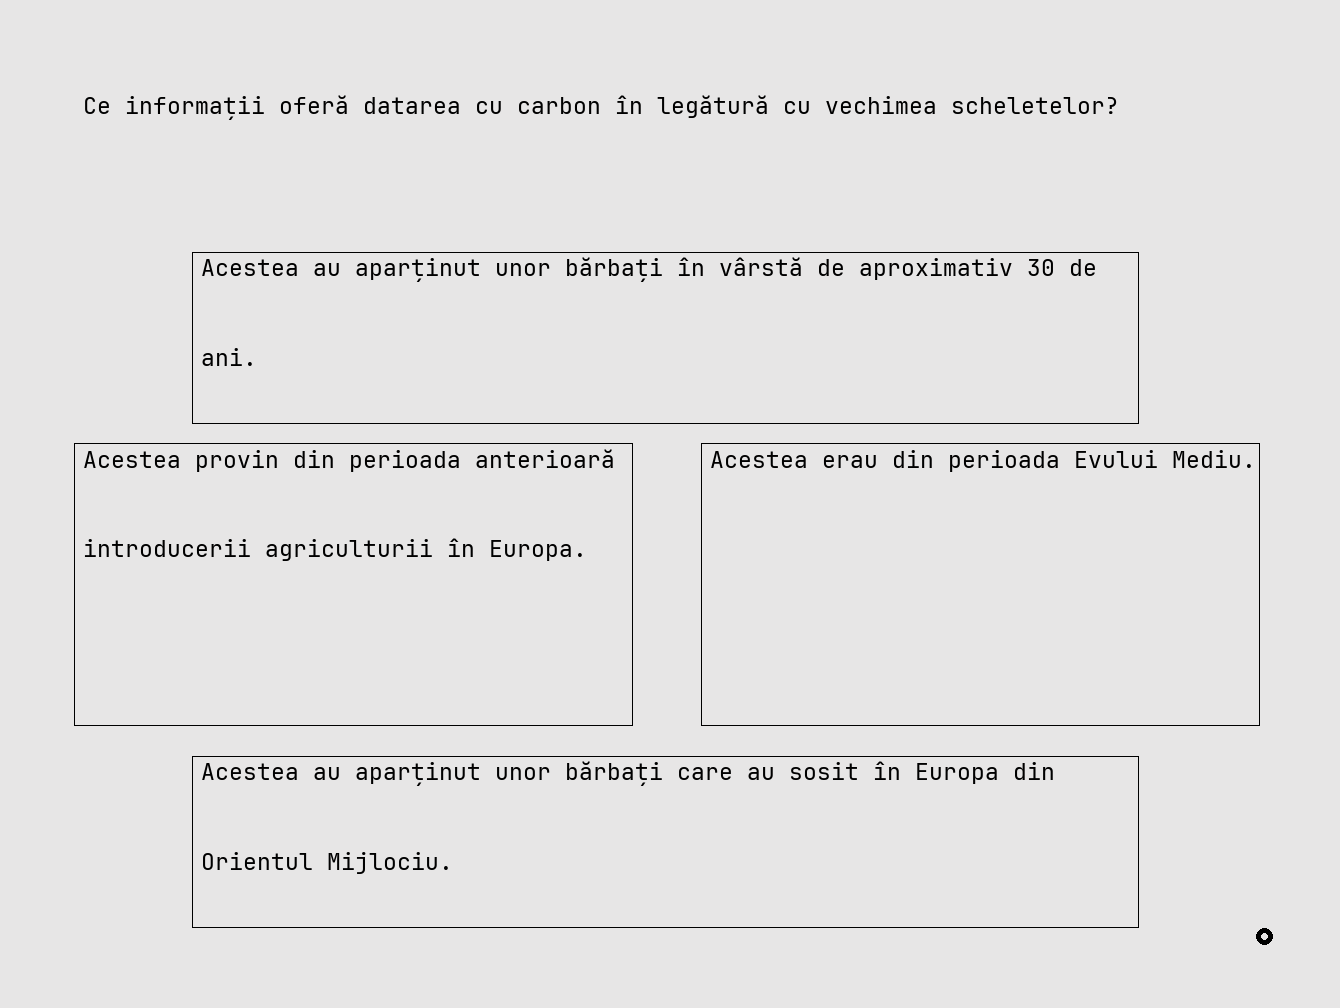 Ce informații oferă datarea cu carbon în legătură cu vechimea scheletelor?
Acestea au aparținut unor bărbați în vârstă de aproximativ 30 de
ani.
Acestea provin din perioada anterioară
introducerii agriculturii în Europa.
Acestea erau din perioada Evului Mediu.
Acestea au aparținut unor bărbați care au sosit în Europa din
Orientul Mijlociu.